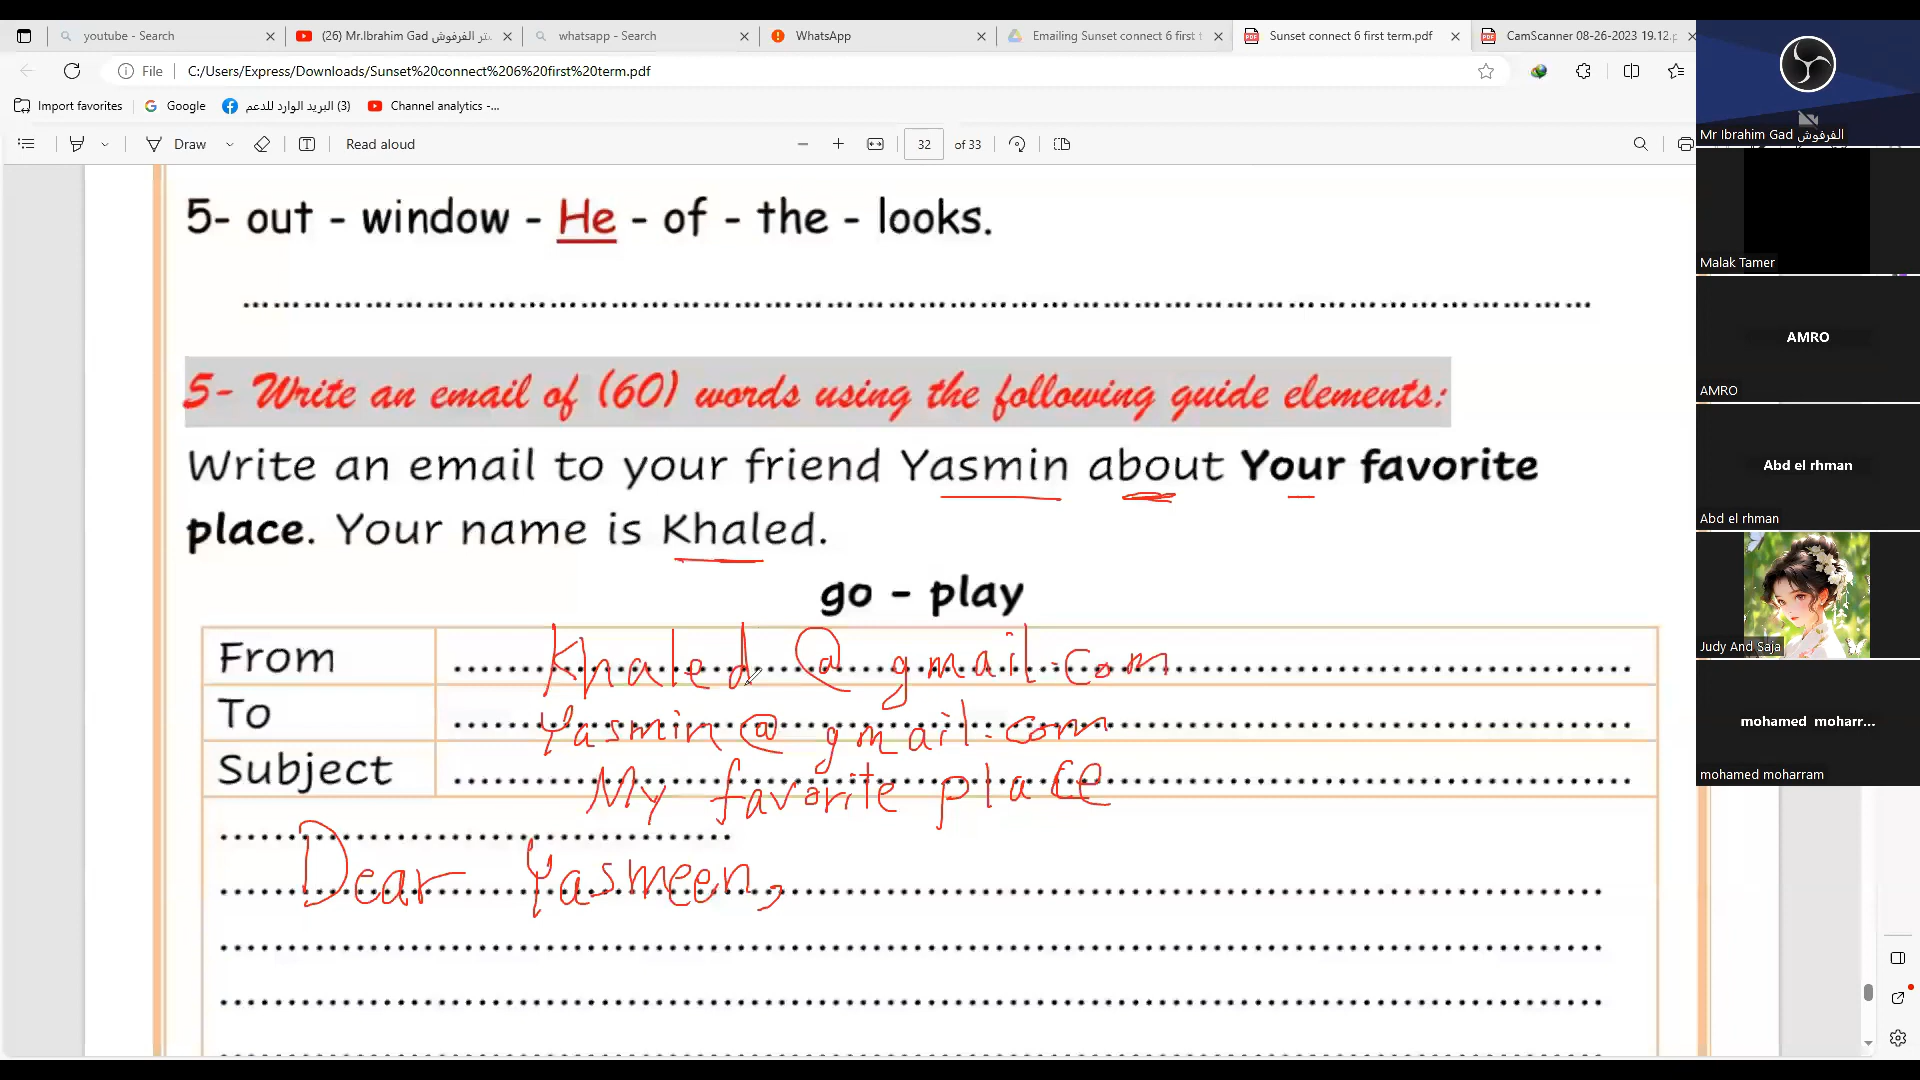 youtube - Search
(26) Mr.Ibrahim Gad مستر الفرفوش
whatsapp - Search
WhatsApp
Emailing Sunset connect 6 first t
Sunset connect 6 first term.pdf
CamScanner 08-26-2023 19.12.p
File
C:/Users/Express/Downloads/Sunset%20connect%206%20first%20term.pdf
Import favorites
Google
(3) البريد الوارد للدعم
Channel analytics -...
Draw
Read aloud
32
of 33
5- out - window - He - of - the - looks.
5- Write an email of (60) words using the following guide elements:
Write an email to your friend Yasmin about Your favorite
place. Your name is Khaled.
go - play
From Khaled @ gmail.com
To Yasmin@ gmail.com
Subject My favorite place
Dear Yasmeen,
Mr Ibrahim Gad الفرفوش
Malak Tamer
AMRO
AMRO
Abd el rhman
Abd el rhman
Judy And Saja
mohamed moharr...
mohamed moharram